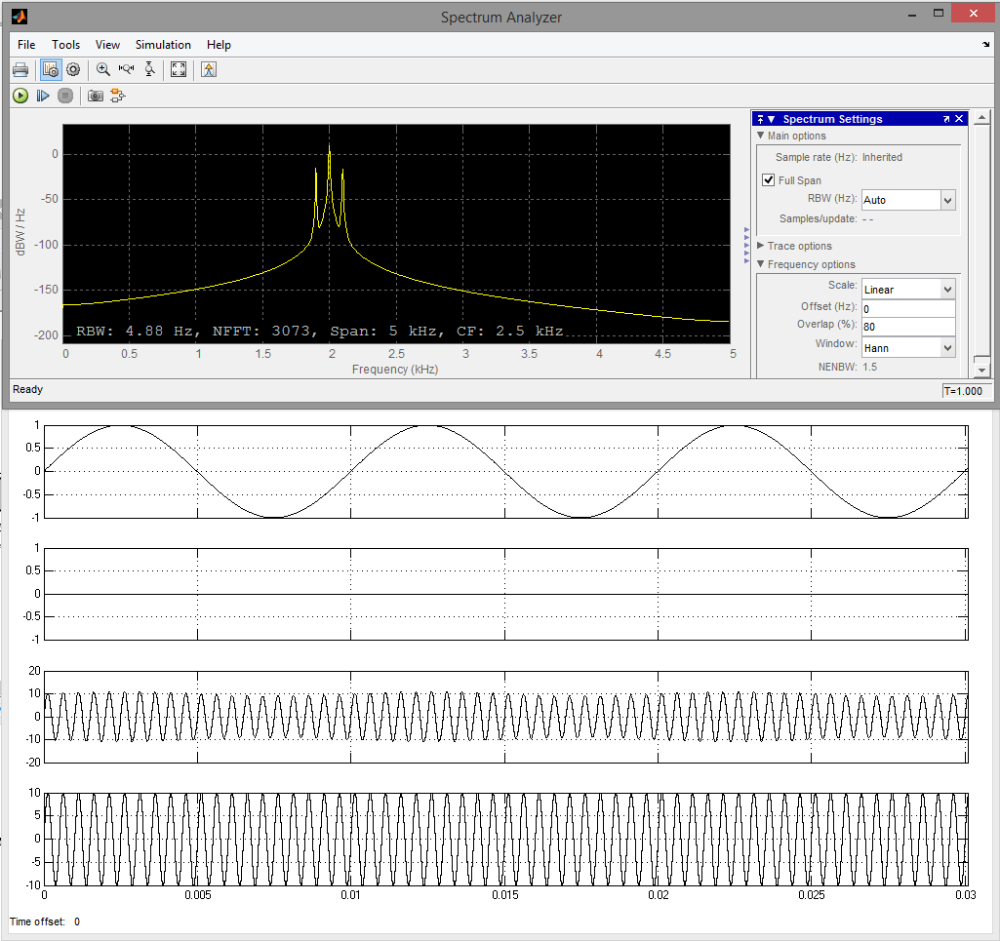 Spectrum Analyzer
File Tools View Simulation Help
Spectrum Settings
Main options
Sample rate (Hz): Inherited
Full Span
RBW (Hz): Auto
Samples/update: - -
Trace options
Frequency options
Scale: Linear
Offset (Hz): 0
Overlap (%): 80
Window: Hann
NENBW: 1.5
dBW / Hz
0
-50
-100
-150
-200
RBW: 4.88 Hz, NFFT: 3073, Span: 5 kHz, CF: 2.5 kHz
0 0.5 1 1.5 2 2.5 3 3.5 4 4.5 5
Frequency (kHz)
Ready
T=1.000
1
0.5
0
-0.5
-1
1
0.5
0
-0.5
-1
20
10
0
-10
-20
10
5
0
-5
-10
0 0.005 0.01 0.015 0.02 0.025 0.03
Time offset: 0